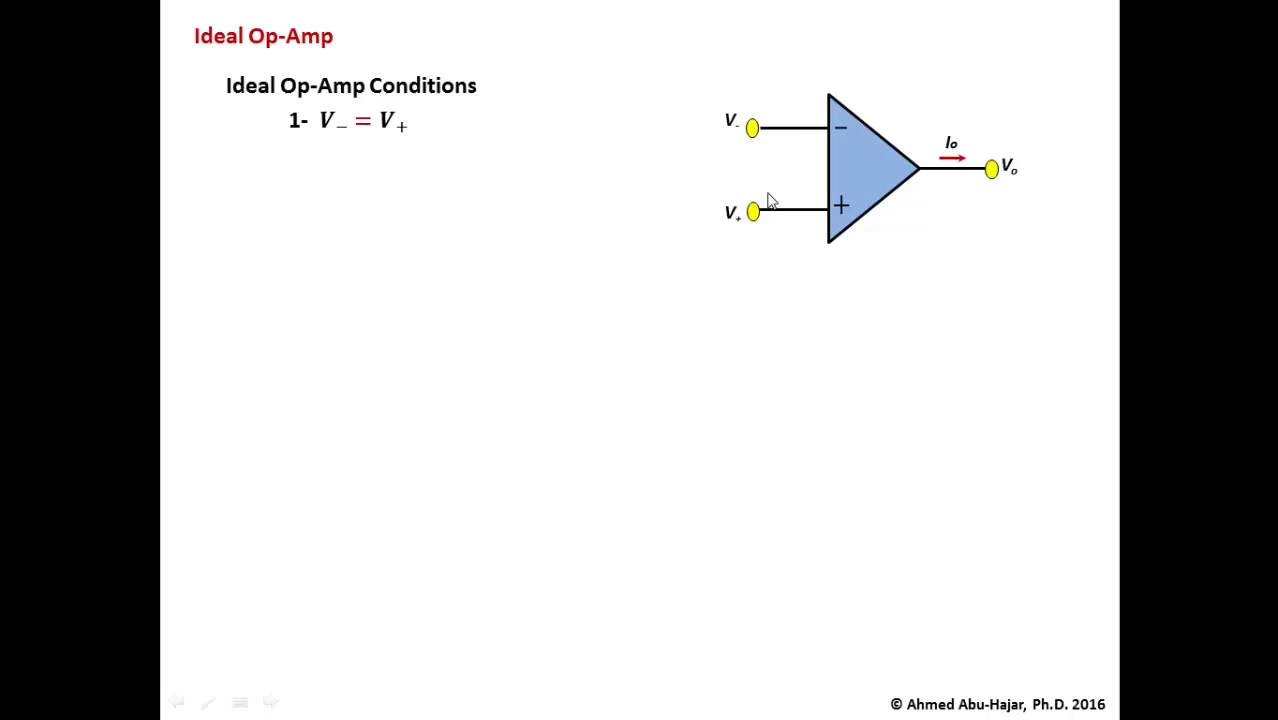 Ideal Op-Amp
Ideal Op-Amp Conditions
1- V₋ = V₊
V₋
−
Iₒ
Vₒ
V₊
+
© Ahmed Abu-Hajar, Ph.D. 2016